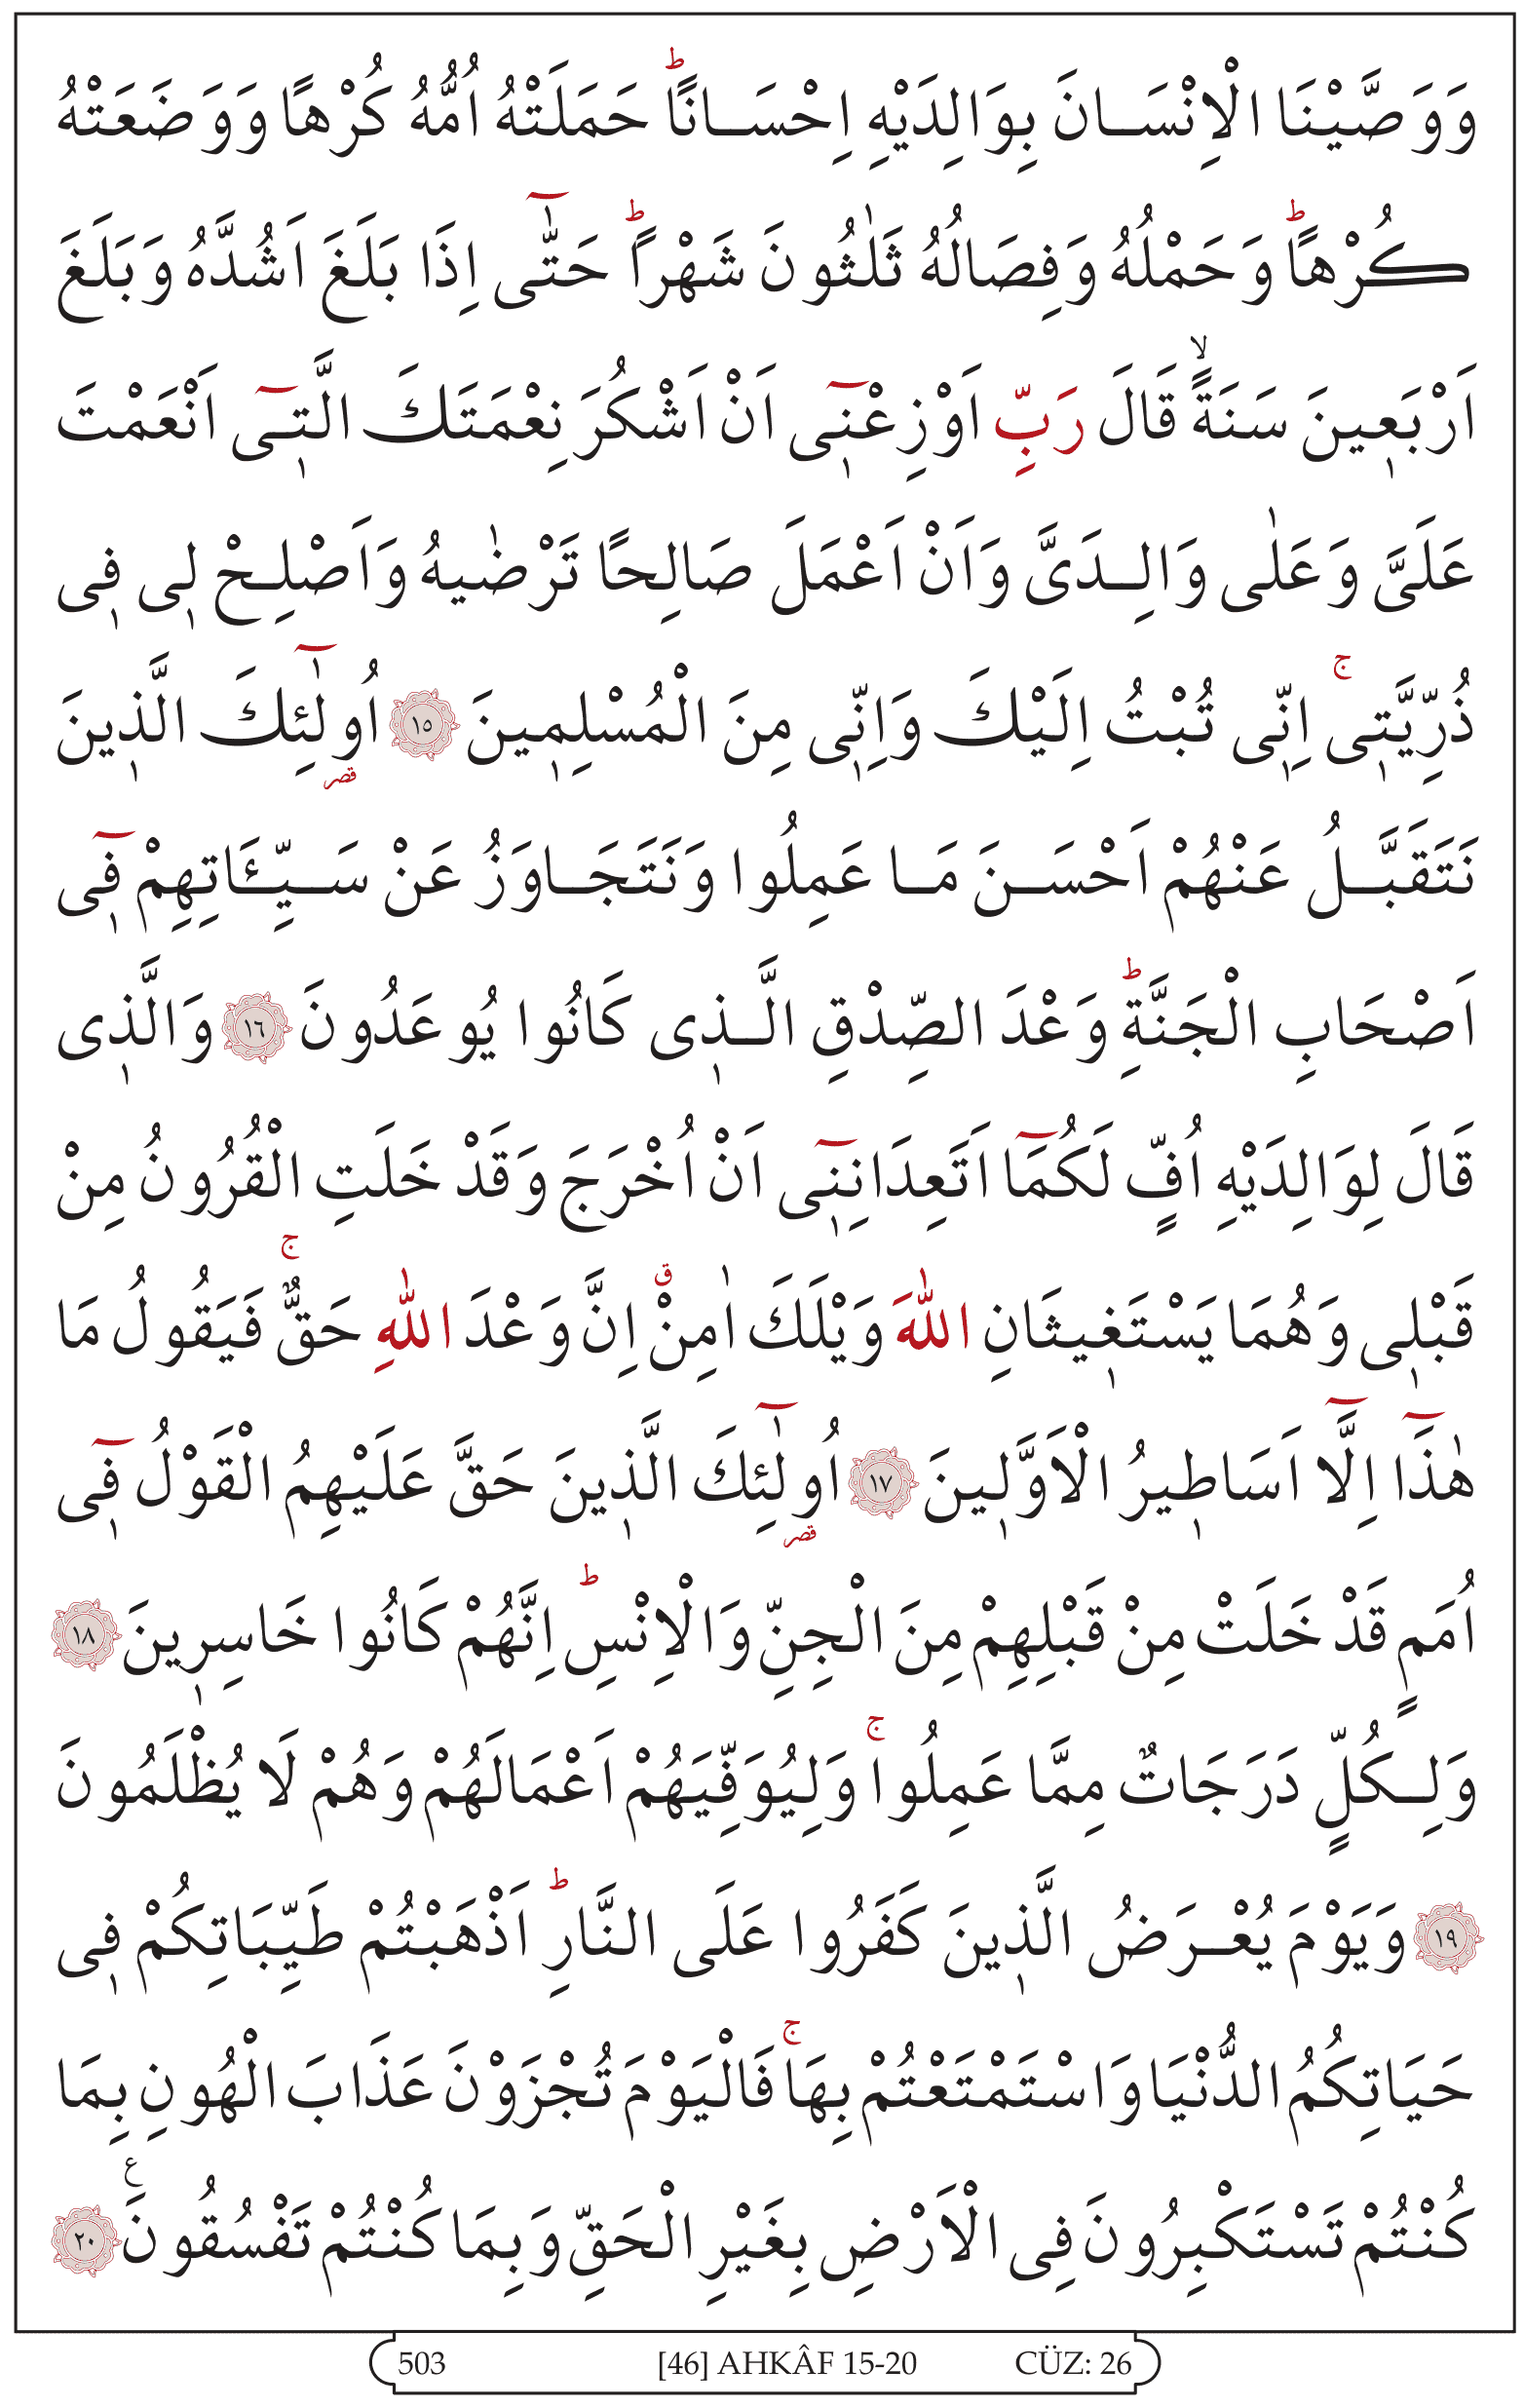 وَوَصَّيْنَا الْاِنْسَانَ بِوَالِدَيْهِ اِحْسَانًاۜ حَمَلَتْهُ اُمُّهُ كُرْهًا وَوَضَعَتْهُ
كُرْهًاۜ وَحَمْلُهُ وَفِصَالُهُ ثَلٰثُونَ شَهْرًاۜ حَتّٰٓى اِذَا بَلَغَ اَشُدَّهُ وَبَلَغَ
اَرْبَع۪ينَ سَنَةًۙ قَالَ رَبِّ اَوْزِعْن۪ٓى اَنْ اَشْكُرَ نِعْمَتَكَ الَّت۪ٓى اَنْعَمْتَ
عَلَىَّ وَعَلٰى وَالِدَىَّ وَاَنْ اَعْمَلَ صَالِحًا تَرْضٰيهُ وَاَصْلِحْ ل۪ى ف۪ى
ذُرِّيَّت۪ىۚ اِنّ۪ى تُبْتُ اِلَيْكَ وَاِنّ۪ى مِنَ الْمُسْلِم۪ينَ ﴿١٥﴾ اُو۬لٰٓئِكَ الَّذ۪ينَ
نَتَقَبَّلُ عَنْهُمْ اَحْسَنَ مَا عَمِلُوا وَنَتَجَاوَزُ عَنْ سَيِّـَٔاتِهِمْ ف۪ٓى
اَصْحَابِ الْجَنَّةِۜ وَعْدَ الصِّدْقِ الَّذ۪ى كَانُوا يُوعَدُونَ ﴿١٦﴾ وَالَّذ۪ى
قَالَ لِوَالِدَيْهِ اُفٍّ لَكُمَٓا اَتَعِدَانِن۪ٓى اَنْ اُخْرَجَ وَقَدْ خَلَتِ الْقُرُونُ مِنْ
قَبْل۪ى وَهُمَا يَسْتَغ۪يثَانِ اللّٰهَ وَيْلَكَ اٰمِنْۗ اِنَّ وَعْدَ اللّٰهِ حَقٌّۚ فَيَقُولُ مَا
هٰذَٓا اِلَّٓا اَسَاط۪يرُ الْاَوَّل۪ينَ ﴿١٧﴾ اُو۬لٰٓئِكَ الَّذ۪ينَ حَقَّ عَلَيْهِمُ الْقَوْلُ ف۪ٓى
اُمَمٍ قَدْ خَلَتْ مِنْ قَبْلِهِمْ مِنَ الْجِنِّ وَالْاِنْسِۜ اِنَّهُمْ كَانُوا خَاسِر۪ينَ ﴿١٨﴾
وَلِكُلٍّ دَرَجَاتٌ مِمَّا عَمِلُواۚ وَلِيُوَفِّيَهُمْ اَعْمَالَهُمْ وَهُمْ لَا يُظْلَمُونَ
﴿١٩﴾ وَيَوْمَ يُعْرَضُ الَّذ۪ينَ كَفَرُوا عَلَى النَّارِۜ اَذْهَبْتُمْ طَيِّبَاتِكُمْ ف۪ى
حَيَاتِكُمُ الدُّنْيَا وَاسْتَمْتَعْتُمْ بِهَاۚ فَالْيَوْمَ تُجْزَوْنَ عَذَابَ الْهُونِ بِمَا
كُنْتُمْ تَسْتَكْبِرُونَ فِى الْاَرْضِ بِغَيْرِ الْحَقِّ وَبِمَا كُنْتُمْ تَفْسُقُونَ۟ ﴿٢٠﴾
503 [46] AHKÂF 15-20 CÜZ: 26